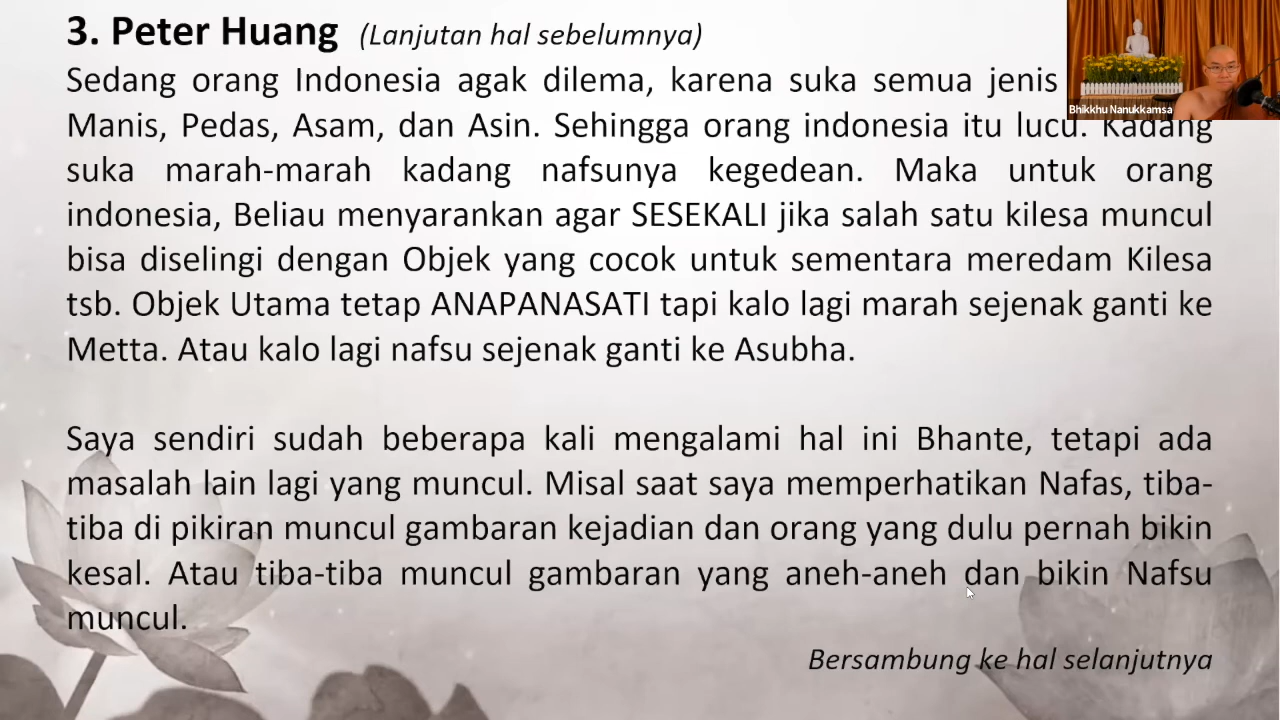 3. Peter Huang (Lanjutan hal sebelumnya)
Sedang orang Indonesia agak dilema, karena suka semua jenis
Manis, Pedas, Asam, dan Asin. Sehingga orang indonesia itu lucu. Kadang
suka marah-marah kadang nafsunya kegedean. Maka untuk orang
indonesia, Beliau menyarankan agar SESEKALI jika salah satu kilesa muncul
bisa diselingi dengan Objek yang cocok untuk sementara meredam Kilesa
tsb. Objek Utama tetap ANAPANASATI tapi kalo lagi marah sejenak ganti ke
Metta. Atau kalo lagi nafsu sejenak ganti ke Asubha.
Saya sendiri sudah beberapa kali mengalami hal ini Bhante, tetapi ada
masalah lain lagi yang muncul. Misal saat saya memperhatikan Nafas, tiba-
tiba di pikiran muncul gambaran kejadian dan orang yang dulu pernah bikin
kesal. Atau tiba-tiba muncul gambaran yang aneh-aneh dan bikin Nafsu
muncul.
Bersambung ke hal selanjutnya
Bhikkhu Nanukkamsa